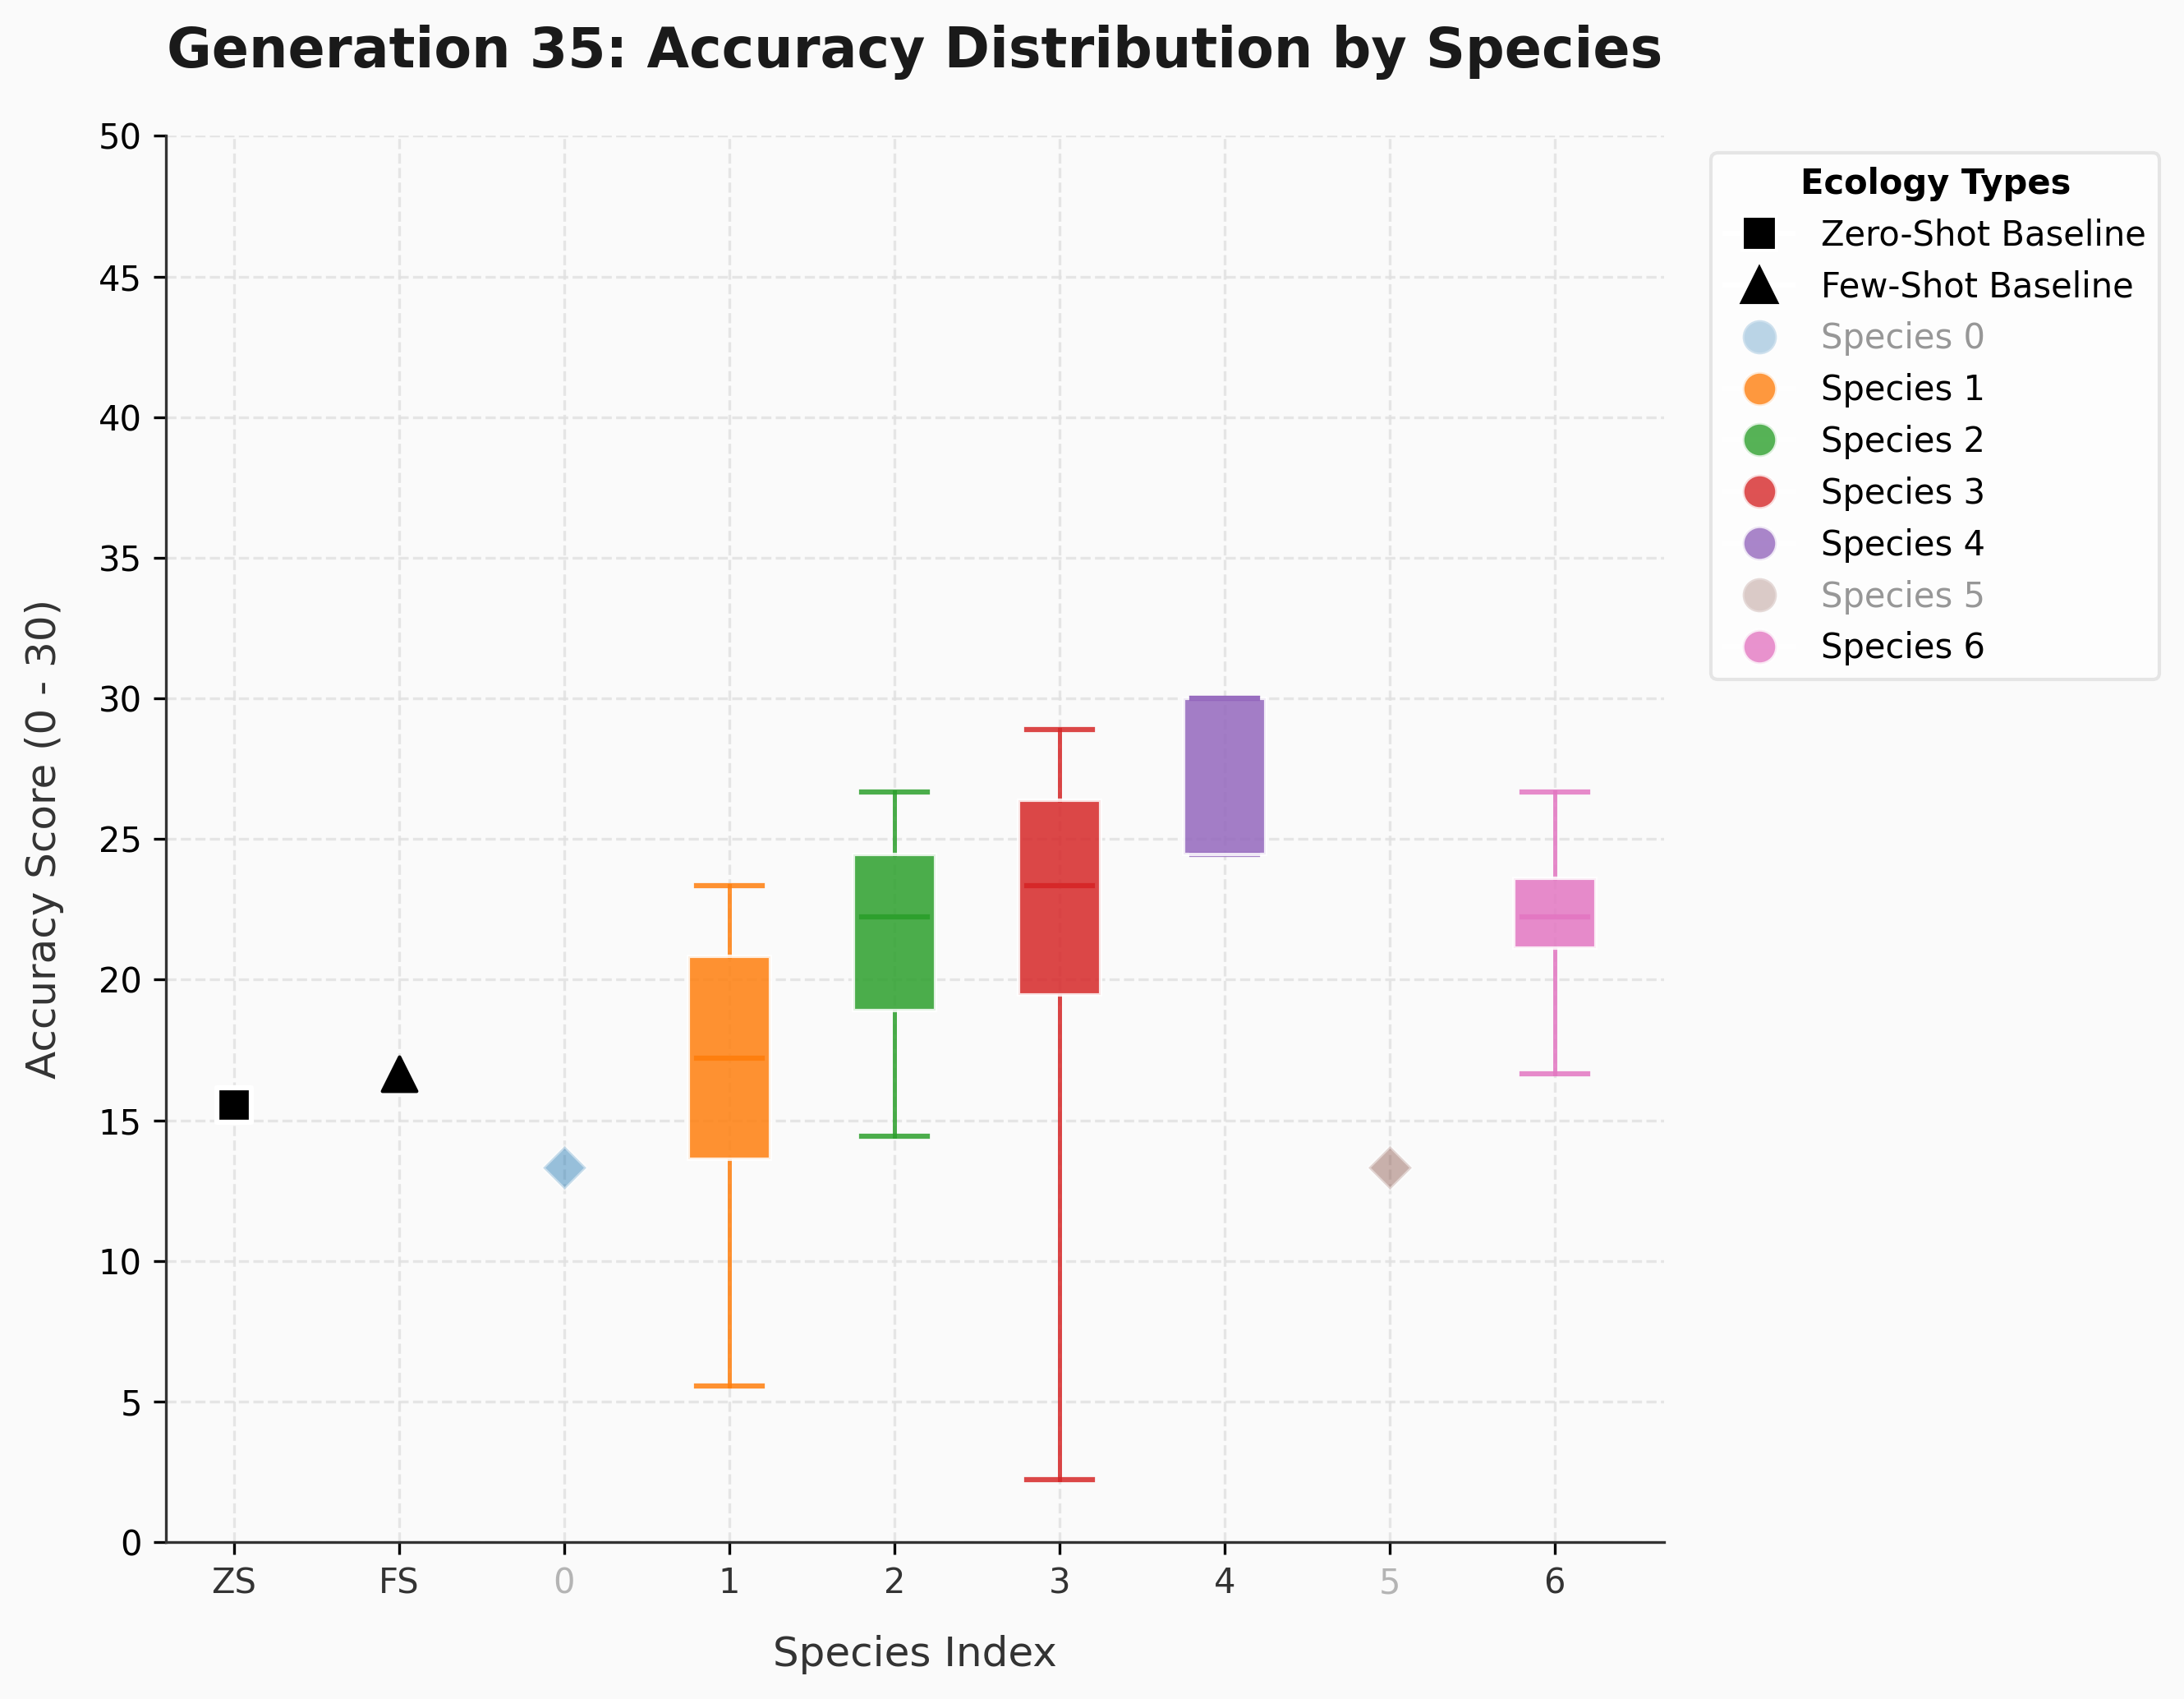 Generation 35: Accuracy Distribution by Species
Accuracy Score (0 - 30)
50
45
40
35
30
25
20
15
10
5
0
ZS FS 0 1 2 3 4 5 6
Species Index
Ecology Types
Zero-Shot Baseline
Few-Shot Baseline
Species 0
Species 1
Species 2
Species 3
Species 4
Species 5
Species 6